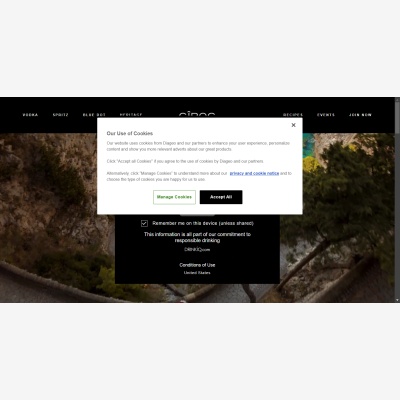 VODKA SPRITZ BLUE DOT HERITAGE CÎROC RECIPES EVENTS JOIN NOW
Our Use of Cookies
Our website uses cookies from Diageo and our partners to enhance your user experience, personalize
content and show you more relevant adverts about our great products.
Click "Accept all Cookies" if you agree to the use of cookies by Diageo and our partners.
Alternatively, click "Manage Cookies" to understand more about our privacy and cookie notice and to
choose the type of cookies you are happy for us to use.
Manage Cookies Accept All
Remember me on this device (unless shared)
This information is all part of our commitment to
responsible drinking
DRiNKiQ.com
Conditions of Use
United States